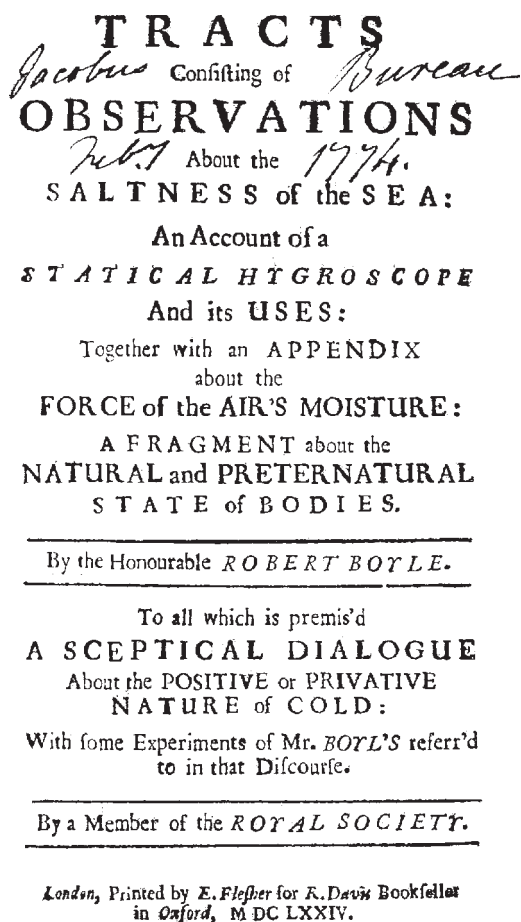 TRACTS
Jacobus Consiſting of Bureau
OBSERVATIONS
About the 1774.
SALTNESS of the SEA:
An Account of a
STATICAL HYGROSCOPE
And its USES:
Together with an APPENDIX
about the
FORCE of the AIR'S MOISTURE:
A FRAGMENT about the
NATURAL and PRETERNATURAL
STATE of BODIES.
By the Honourable ROBERT BOYLE.
To all which is premis'd
A SCEPTICAL DIALOGUE
About the POSITIVE or PRIVATIVE
NATURE of COLD:
With ſome Experiments of Mr. BOYL'S referr'd
to in that Diſcourſe.
By a Member of the ROYAL SOCIETY.
London, Printed by E. Fleſher for R. Davis Bookſeller
in Oxford, M DC LXXIV.